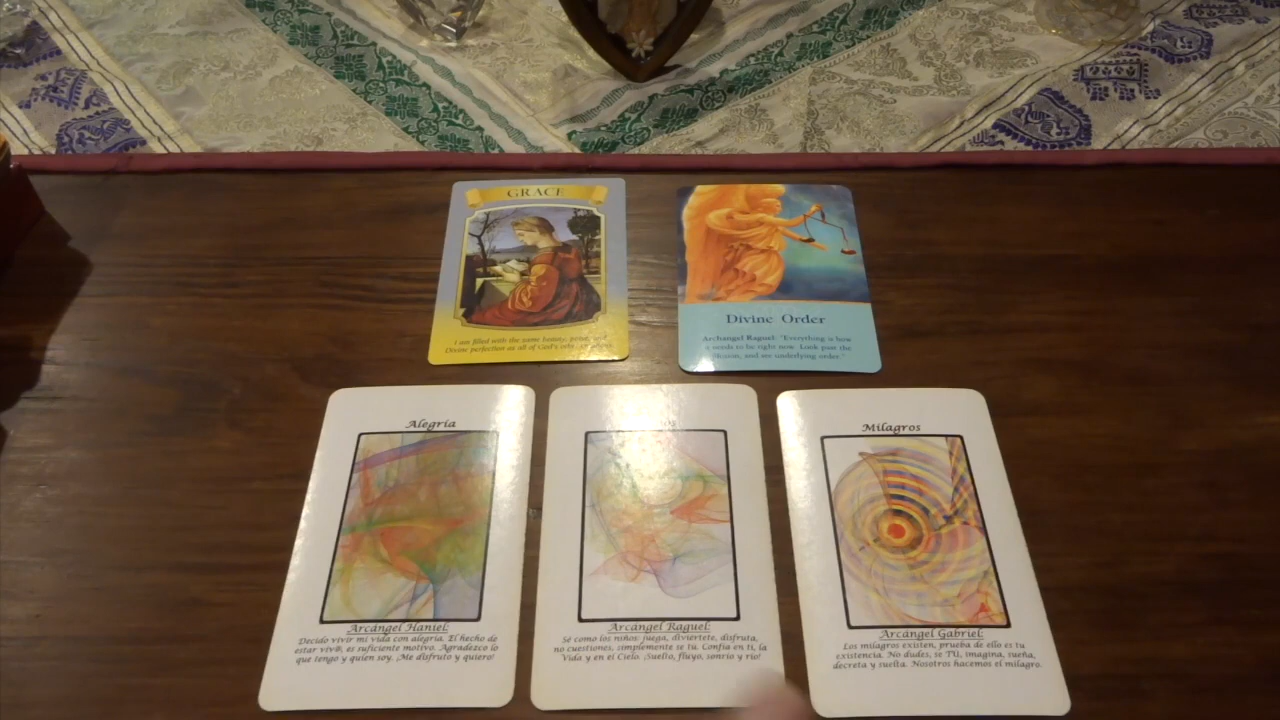 GRACE
I am filled with the same beauty, grace, and
Divine perfection as all of God's
Divine Order
Archangel Raguel: "Everything is how
needs to be right now. Look past the
and see underlying order."
Alegría
Arcángel Haniel:
Decido vivir mi vida con alegría. El hecho de
estar viv@, es suficiente motivo. Agradezco lo
que tengo y quien soy. ¡Me disfruto y quiero!
Arcángel Raguel:
Sé como los niños: juega, diviértete, disfruta,
no cuestiones, simplemente se tú. Confía en ti, la
Vida y en el Cielo. ¡Suelto, fluyo, sonrío y río!
Milagros
Arcángel Gabriel:
Los milagros existen, prueba de ello es tu
existencia. No dudes, se TÚ, imagina, sueña,
decreta y suelta. Nosotros hacemos el milagro.